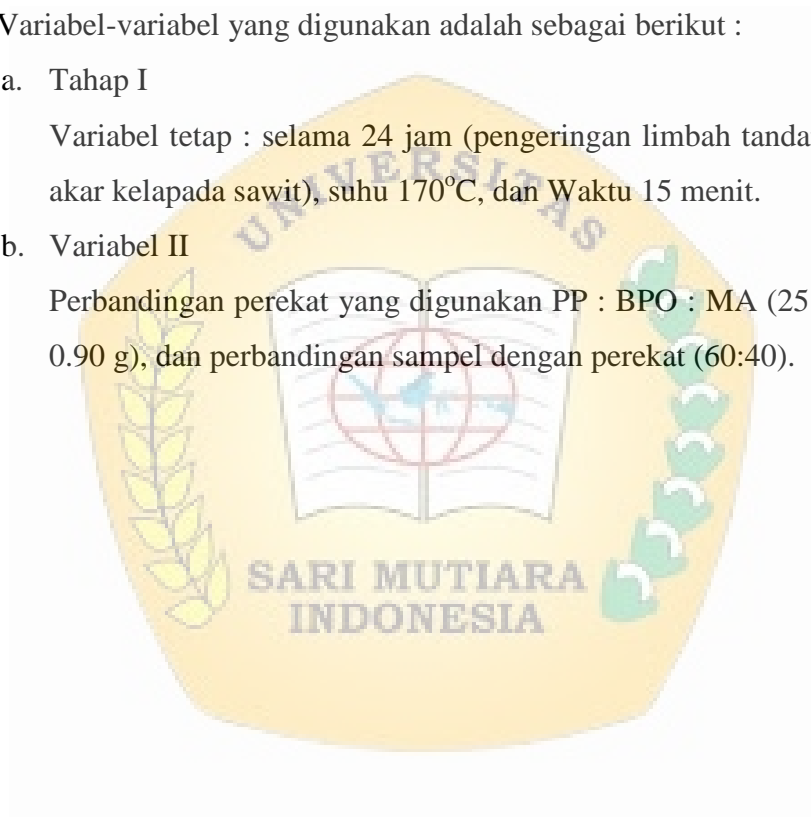 Variabel-variabel yang digunakan adalah sebagai berikut :
a. Tahap I
Variabel tetap : selama 24 jam (pengeringan limbah tanda
akar kelapada sawit), suhu 170°C, dan Waktu 15 menit.
b. Variabel II
Perbandingan perekat yang digunakan PP : BPO : MA (25
0.90 g), dan perbandingan sampel dengan perekat (60:40).
UNIVERSITAS
SARI MUTIARA
INDONESIA